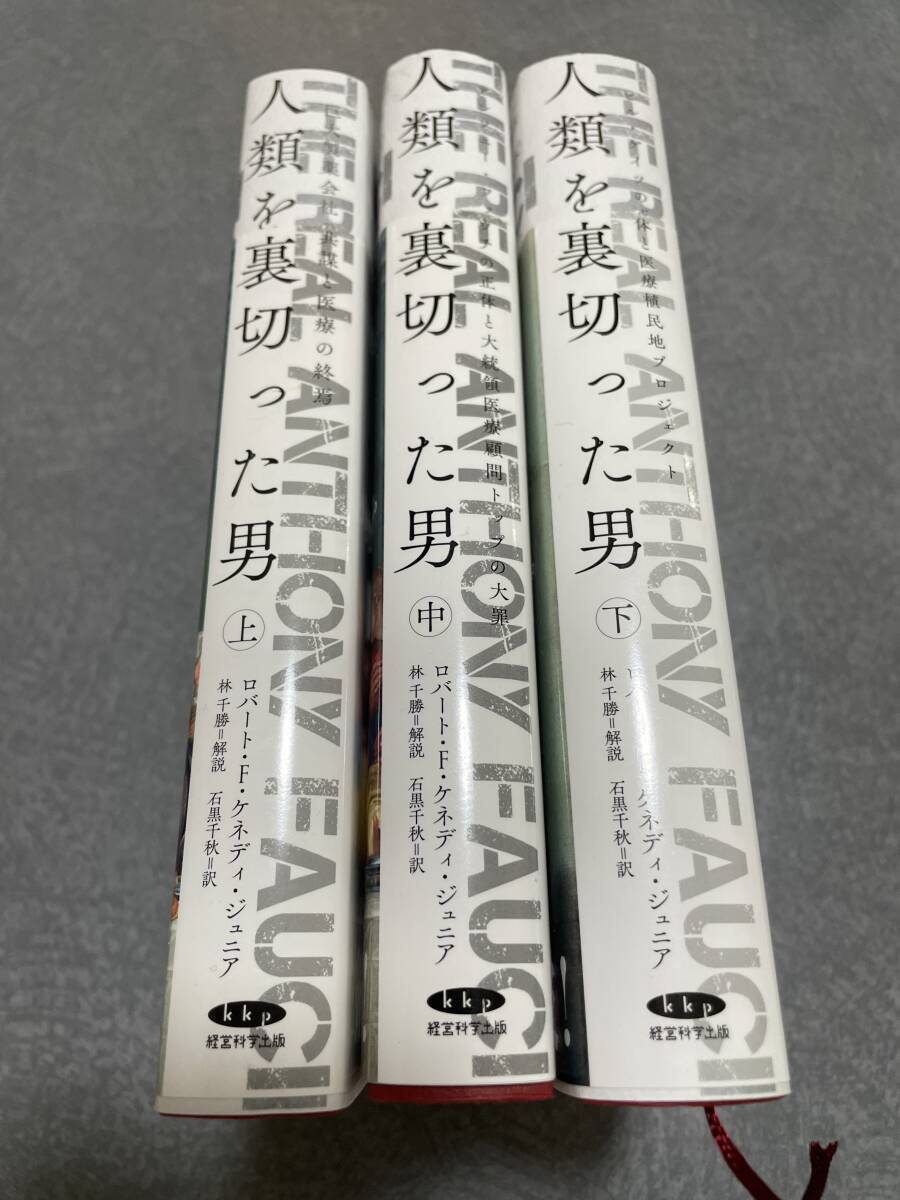 人類を裏切った男
上
巨大製薬会社の共謀と医療の終焉
THE REAL ANTHONY FAUCI
ロバート・F・ケネディ・ジュニア
林 千勝=解説 石黒千秋=訳
kkp
経営科学出版
人類を裏切った男
中
の正体と大統領医療顧問トップの大罪
THE REAL ANTHONY FAUCI
ロバート・F・ケネディ・ジュニア
林 千勝=解説 石黒千秋=訳
kkp
経営科学出版
人類を裏切った男
下
医療植民地プロジェクト
THE REAL ANTHONY FAUCI
ケネディ・ジュニア
林 千勝=解説 石黒千秋=訳
kkp
経営科学出版